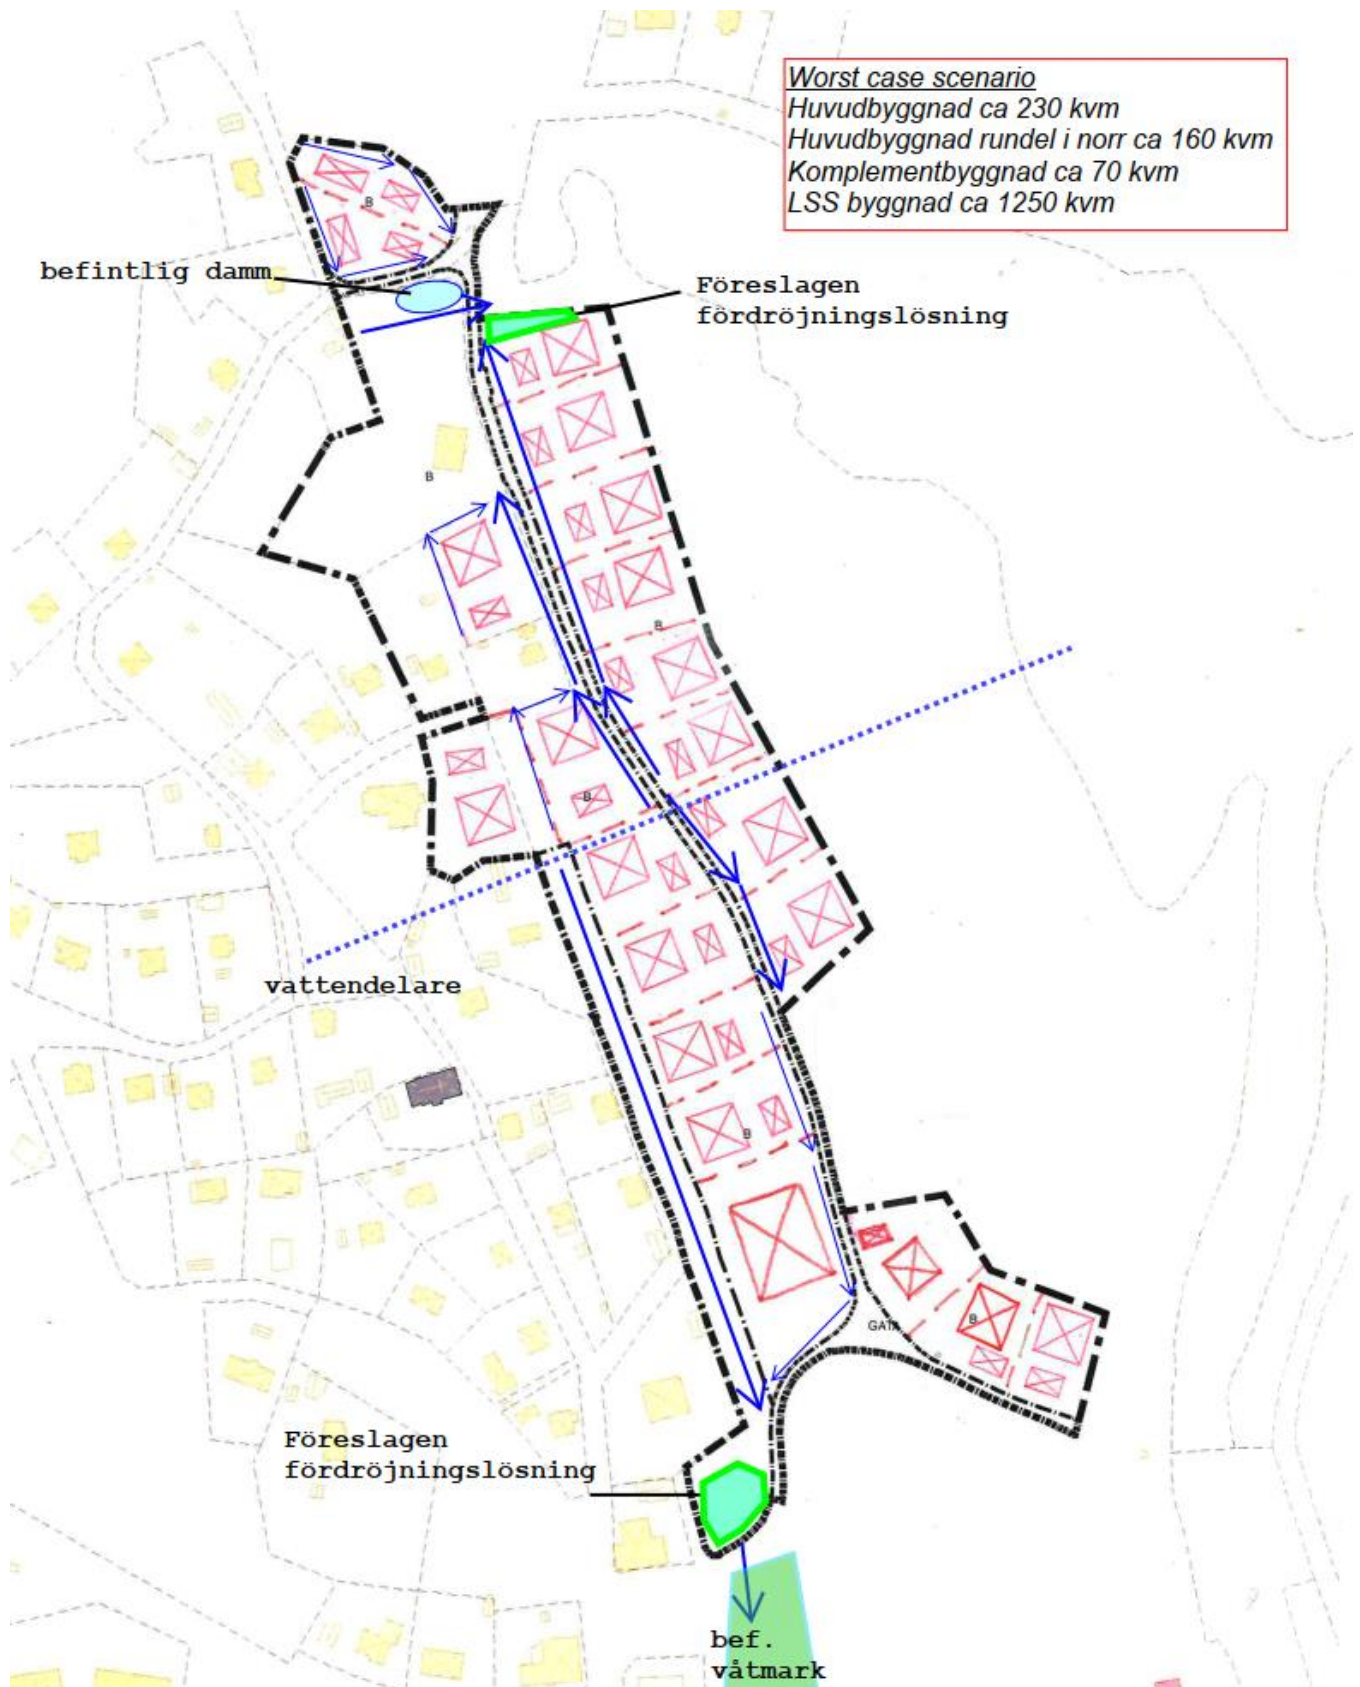 Worst case scenario
Huvudbyggnad ca 230 kvm
Huvudbyggnad rundel i norr ca 160 kvm
Komplementbyggnad ca 70 kvm
LSS byggnad ca 1250 kvm
B
befintlig damm
Föreslagen
fördröjningslösning
B
B
B
vattendelare
B
GATA
B
Föreslagen
fördröjningslösning
bef.
våtmark